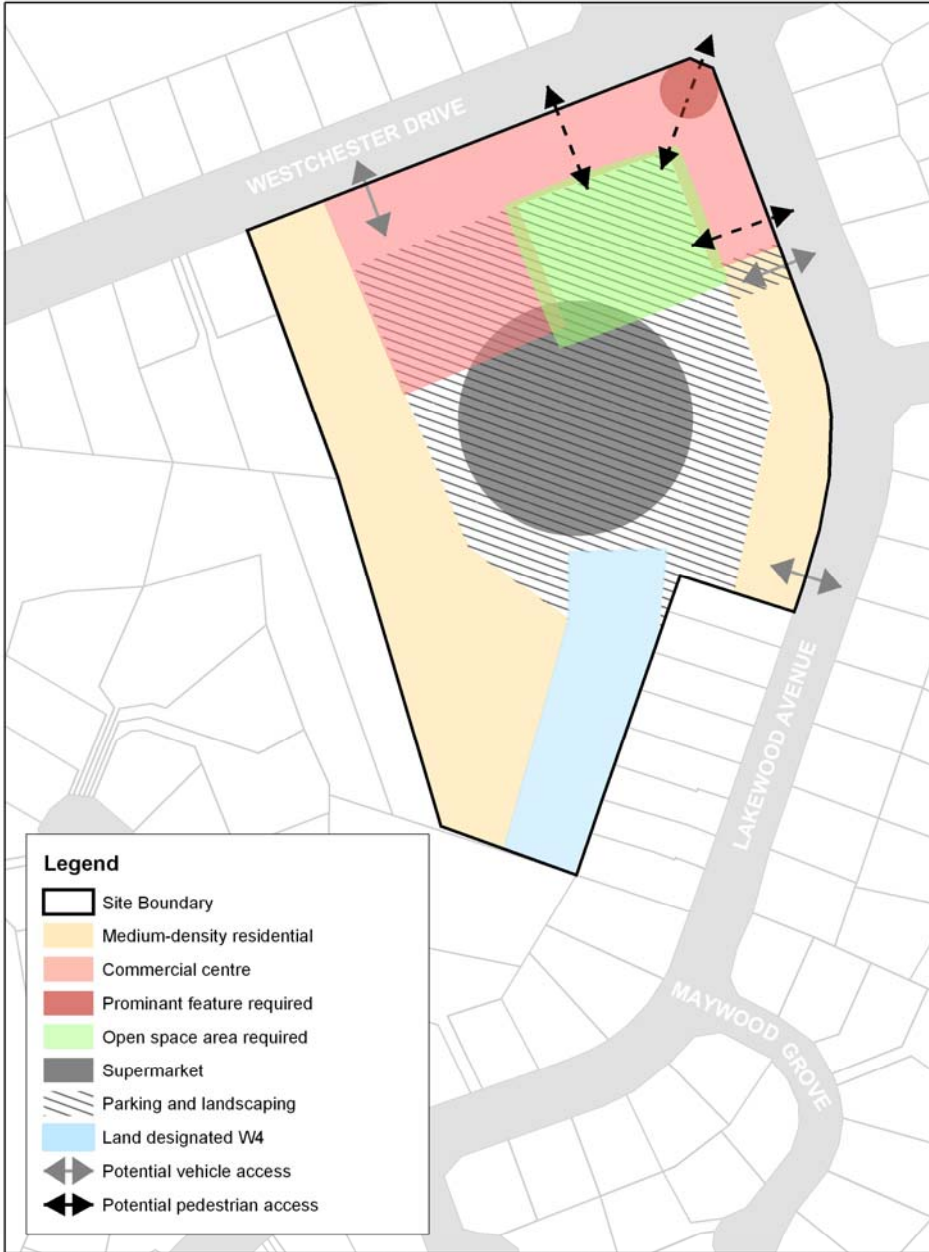 WESTCHESTER DRIVE
LAKEWOOD AVENUE
MAYWOOD GROVE
Legend
Site Boundary
Medium-density residential
Commercial centre
Prominant feature required
Open space area required
Supermarket
Parking and landscaping
Land designated W4
Potential vehicle access
Potential pedestrian access